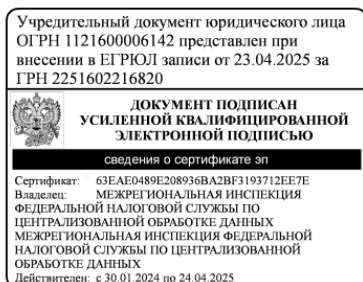 Учредительный документ юридического лица
ОГРН 1121600006142 представлен при
внесении в ЕГРЮЛ записи от 23.04.2025 за
ГРН 2251602216820
ДОКУМЕНТ ПОДПИСАН
УСИЛЕННОЙ КВАЛИФИЦИРОВАННОЙ
ЭЛЕКТРОННОЙ ПОДПИСЬЮ
сведения о сертификате эп
Сертификат: 63EAE0489E208936BA2BF3193712EE7E
Владелец: МЕЖРЕГИОНАЛЬНАЯ ИНСПЕКЦИЯ
ФЕДЕРАЛЬНОЙ НАЛОГОВОЙ СЛУЖБЫ ПО
ЦЕНТРАЛИЗОВАННОЙ ОБРАБОТКЕ ДАННЫХ
МЕЖРЕГИОНАЛЬНАЯ ИНСПЕКЦИЯ ФЕДЕРАЛЬНОЙ
НАЛОГОВОЙ СЛУЖБЫ ПО ЦЕНТРАЛИЗОВАННОЙ
ОБРАБОТКЕ ДАННЫХ
Действителен: с 30.01.2024 по 24.04.2025